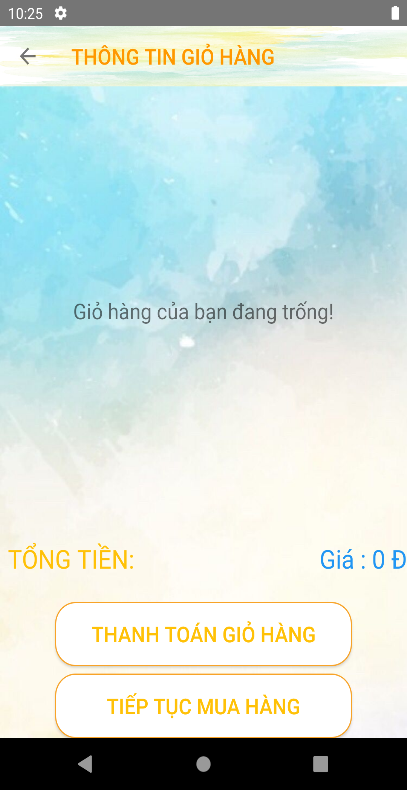 10:25
THÔNG TIN GIỎ HÀNG
Giỏ hàng của bạn đang trống!
TỔNG TIỀN:
Giá : 0 Đ
THANH TOÁN GIỎ HÀNG
TIẾP TỤC MUA HÀNG